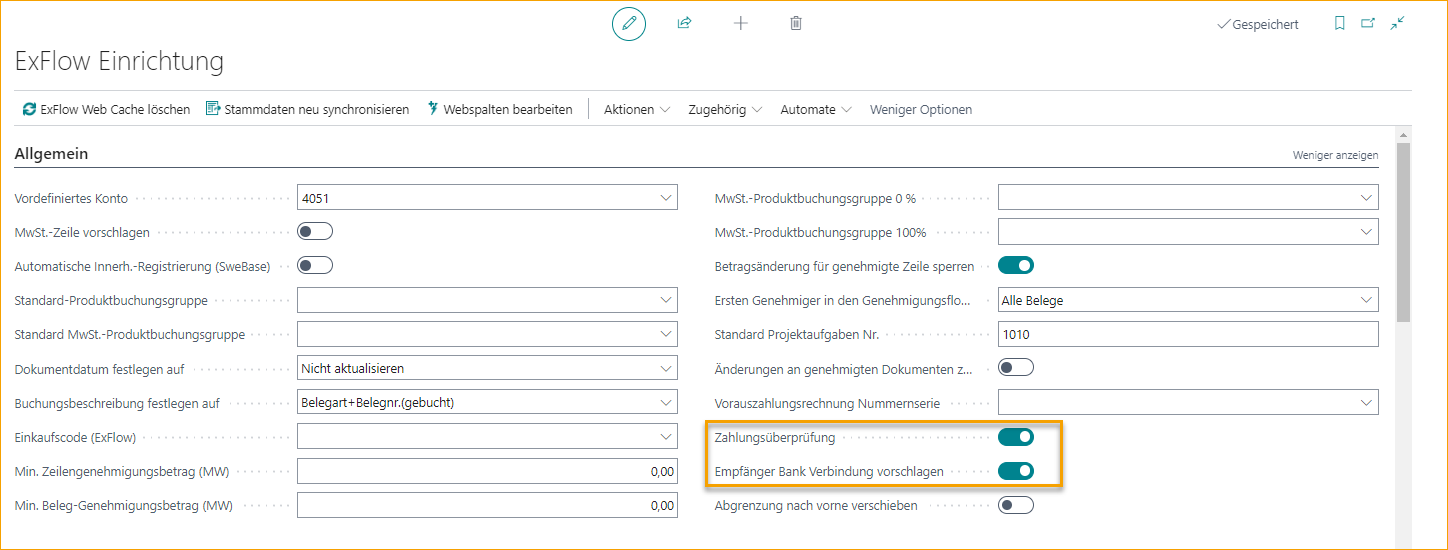 Gespeichert
ExFlow Einrichtung
ExFlow Web Cache löschen Stammdaten neu synchronisieren Webspalten bearbeiten Aktionen Zugehörig Automate Weniger Optionen
Allgemein Weniger anzeigen
Vordefiniertes Konto 4051
MwSt.-Zeile vorschlagen
Automatische Innerh.-Registrierung (SweBase)
Standard-Produktbuchungsgruppe
Standard MwSt.-Produktbuchungsgruppe
Dokumentdatum festlegen auf Nicht aktualisieren
Buchungsbeschreibung festlegen auf Belegart+Belegnr.(gebucht)
Einkaufscode (ExFlow)
Min. Zeilengenehmigungsbetrag (MW) 0,00
Min. Beleg-Genehmigungsbetrag (MW) 0,00
MwSt.-Produktbuchungsgruppe 0 %
MwSt.-Produktbuchungsgruppe 100%
Betragsänderung für genehmigte Zeile sperren
Ersten Genehmiger in den Genehmigungsflo... Alle Belege
Standard Projektaufgaben Nr. 1010
Änderungen an genehmigten Dokumenten z...
Vorauszahlungsrechnung Nummernserie
Zahlungsüberprüfung
Empfänger Bank Verbindung vorschlagen
Abgrenzung nach vorne verschieben